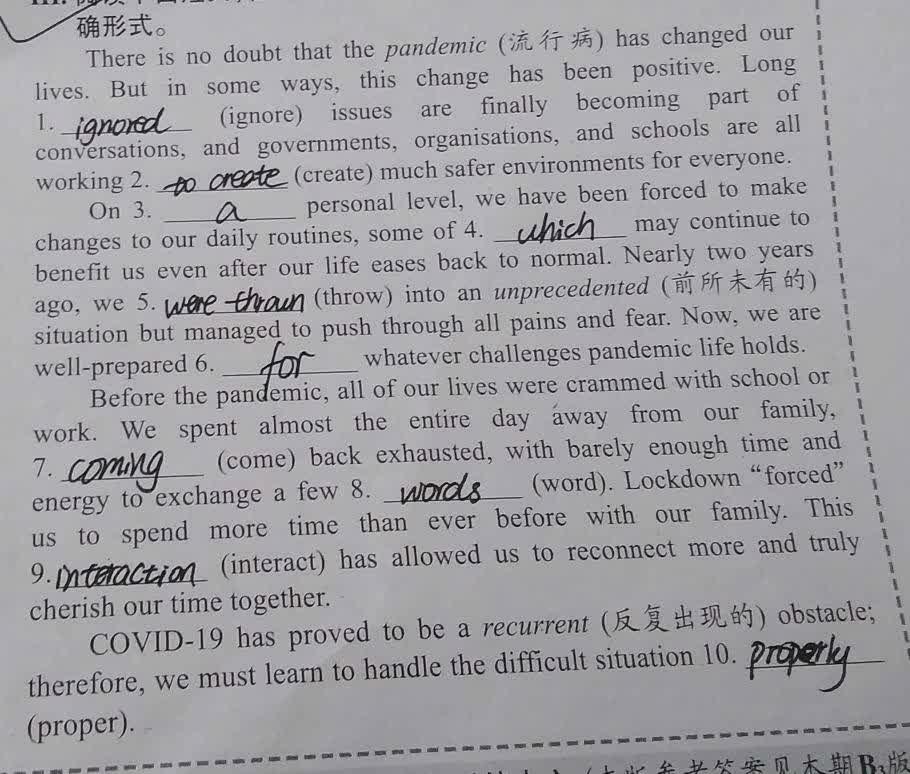 确形式。
There is no doubt that the pandemic (流行病) has changed our
lives. But in some ways, this change has been positive. Long
1. ignored (ignore) issues are finally becoming part of
conversations, and governments, organisations, and schools are all
working 2. to create (create) much safer environments for everyone.
On 3. a personal level, we have been forced to make
changes to our daily routines, some of 4. which may continue to
benefit us even after our life eases back to normal. Nearly two years
ago, we 5. were thrown (throw) into an unprecedented (前所未有的)
situation but managed to push through all pains and fear. Now, we are
well-prepared 6. for whatever challenges pandemic life holds.
Before the pandemic, all of our lives were crammed with school or
work. We spent almost the entire day away from our family,
7. coming (come) back exhausted, with barely enough time and
energy to exchange a few 8. words (word). Lockdown “forced”
us to spend more time than ever before with our family. This
9. interaction (interact) has allowed us to reconnect more and truly
cherish our time together.
COVID-19 has proved to be a recurrent (反复出现的) obstacle;
therefore, we must learn to handle the difficult situation 10. properly
(proper).
参考答案见本期B3版